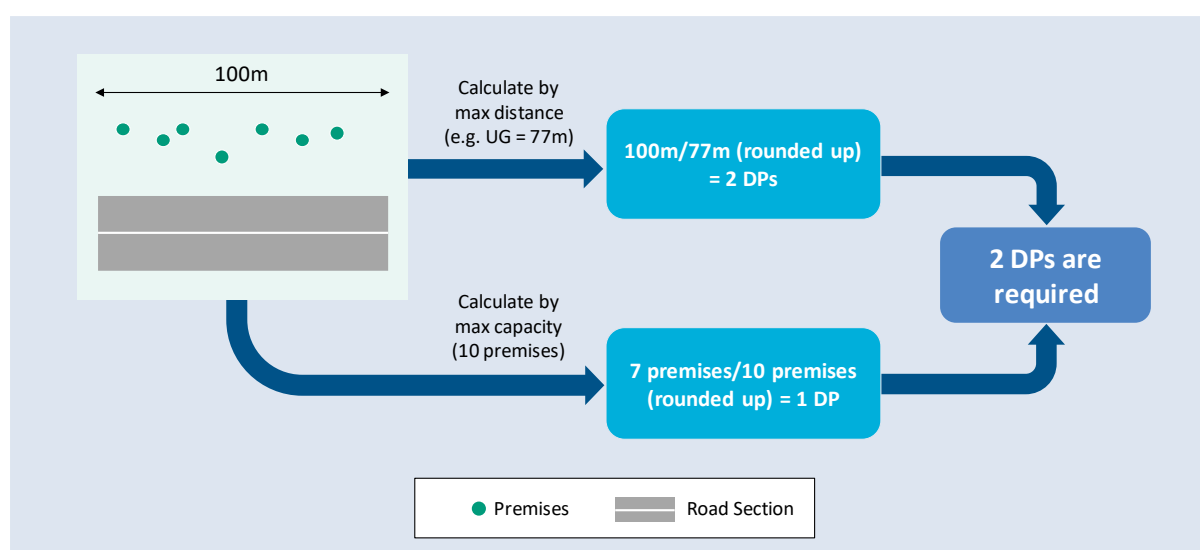 100m
Calculate by
max distance
(e.g. UG = 77m)
100m/77m (rounded up)
= 2 DPs
2 DPs are
required
Calculate by
max capacity
(10 premises)
7 premises/10 premises
(rounded up) = 1 DP
Premises
Road Section